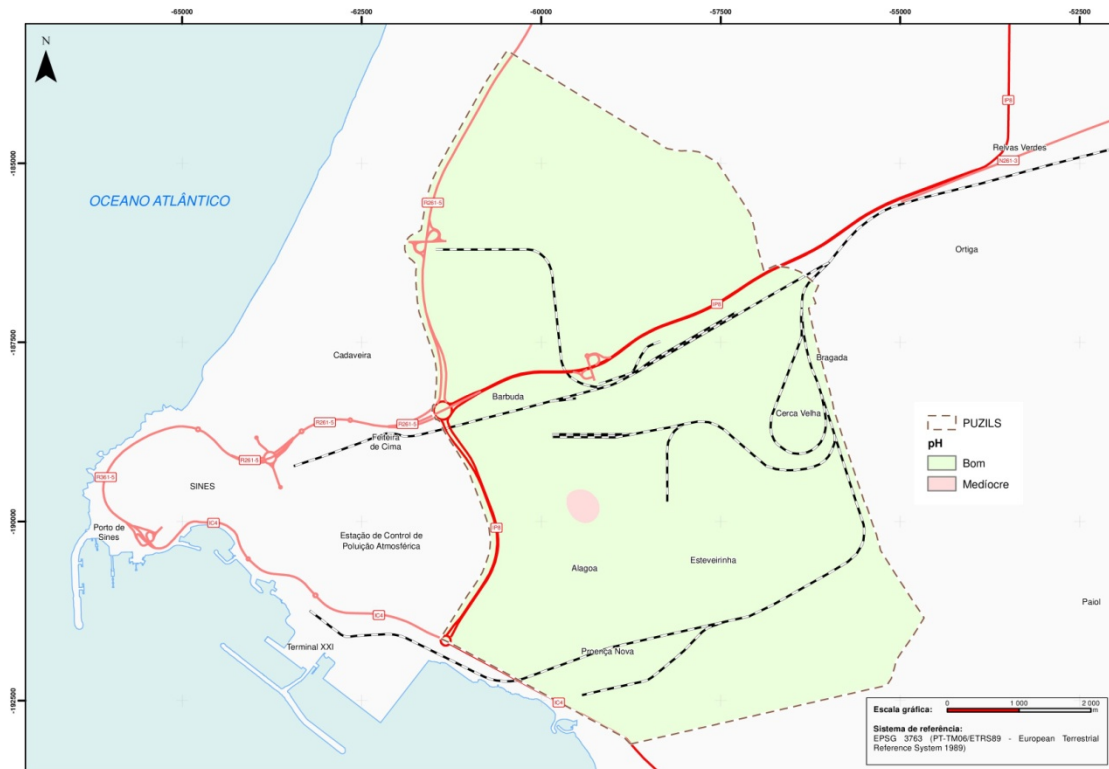 -65000
-62500
-60000
-57500
-55000
-52500
N
IP8
Relvas Verdes
N261-3
-185000
OCEANO ATLÂNTICO
R261-5
Ortiga
IP8
-187500
Cadaveira
Bragada
Barbuda
Cerca Velha
R261-5
R261-5
Feiteira
de Cima
R261-5
R261-5
SINES
PUZILS
pH
Bom
Medíocre
-190000
Porto de
Sines
IC4
IP8
Estação de Control de
Poluição Atmosférica
Alagoa
Esteveirinha
Paiol
IC4
Terminal XXI
Proença Nova
-192500
IC4
Escala gráfica:
0
1 000
2 000
m
Sistema de referência:
EPSG 3763 (PT-TM06/ETRS89 - European Terrestrial
Reference System 1989)